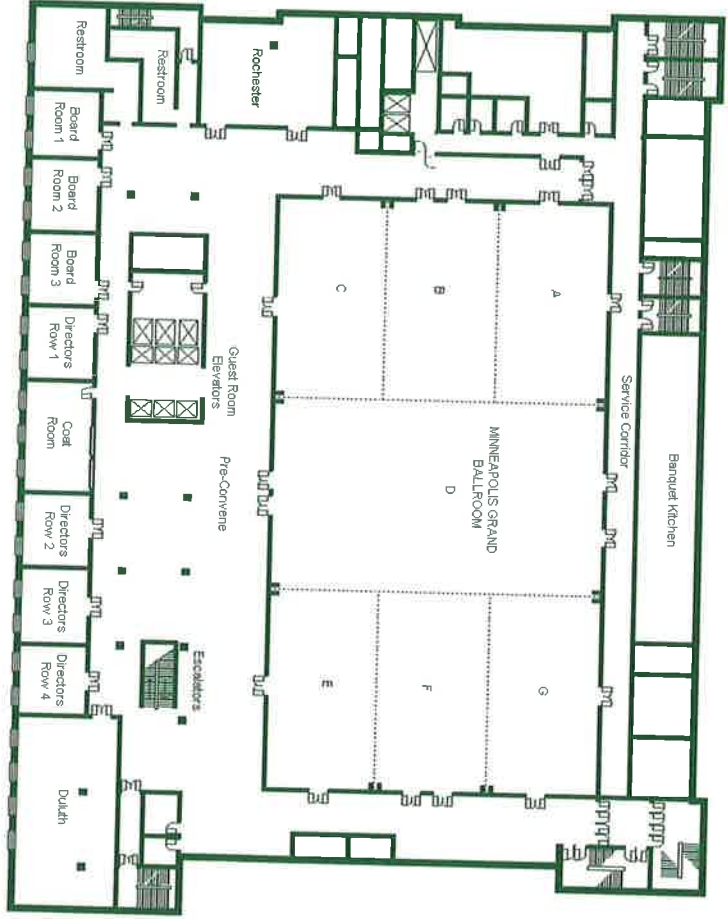 Restroom
Restroom
Rochester
Board
Room 1
Board
Room 2
Board
Room 3
Directors
Row 1
Coat
Room
Directors
Row 2
Directors
Row 3
Directors
Row 4
Duluth
Guest Room
Elevators
Pre-Convene
Escalators
C
B
A
MINNEAPOLIS GRAND
BALLROOM
D
E
F
G
Service Corridor
Banquet Kitchen